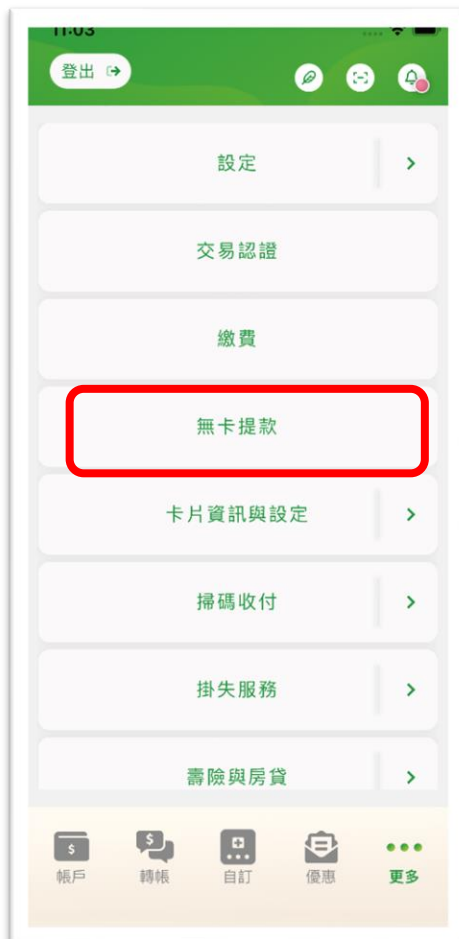 11:03
登出
設定
交易認證
繳費
無卡提款
卡片資訊與設定
掃碼收付
掛失服務
壽險與房貸
帳戶
轉帳
自訂
優惠
更多